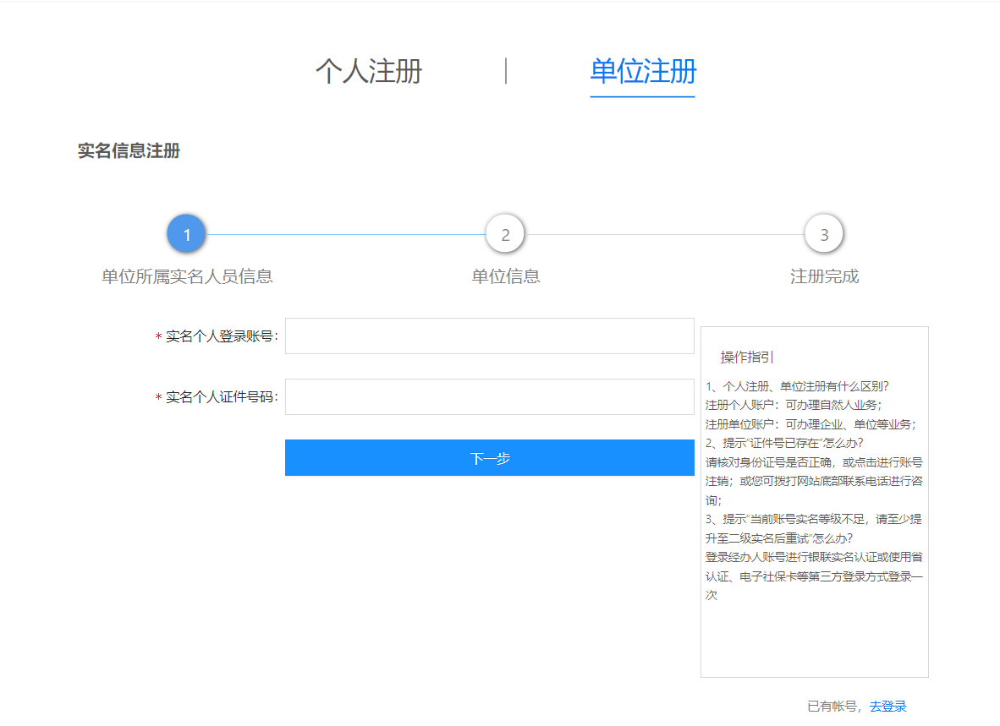 个人注册
单位注册
实名信息注册
1
2
3
单位所属实名人员信息
单位信息
注册完成
* 实名个人登录账号:
* 实名个人证件号码:
下一步
操作指引
1、个人注册、单位注册有什么区别?
注册个人账户：可办理自然人业务；
注册单位账户：可办理企业、单位等业务；
2、提示“证件号已存在”怎么办?
请核对身份证号是否正确，或点击进行账号
注销；或您可拨打网站底部联系电话进行咨
询；
3、提示“当前账号实名等级不足，请至少提
升至二级实名后重试”怎么办?
登录经办人账号进行银联实名认证或使用省
认证、电子社保卡等第三方登录方式登录一
次
已有帐号，去登录